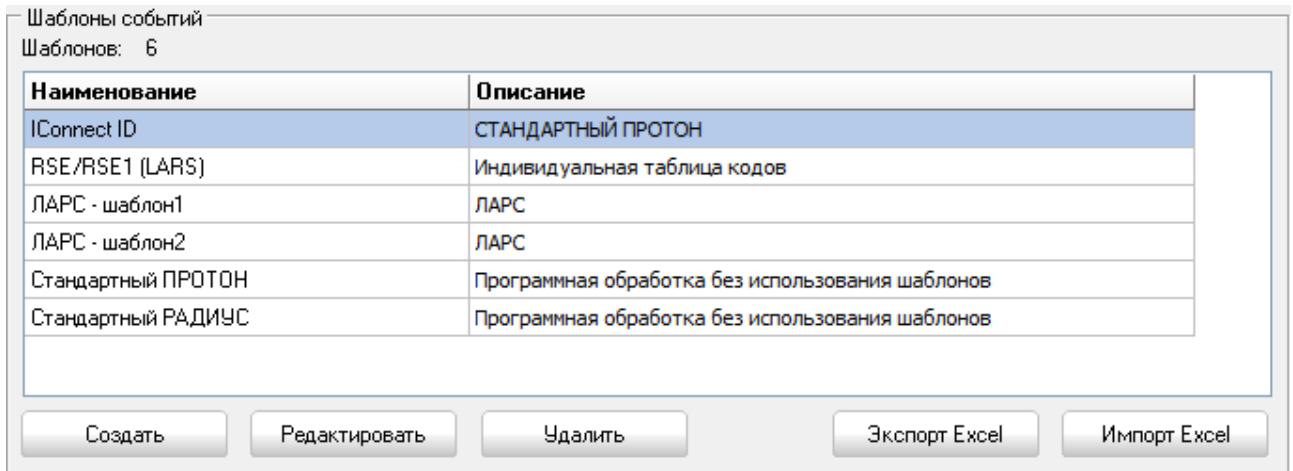 Шаблоны событий
Шаблонов: 6
Наименование Описание
IConnect ID СТАНДАРТНЫЙ ПРОТОН
RSE/RSE1 (LARS) Индивидуальная таблица кодов
ЛАРС - шаблон1 ЛАРС
ЛАРС - шаблон2 ЛАРС
Стандартный ПРОТОН Программная обработка без использования шаблонов
Стандартный РАДИУС Программная обработка без использования шаблонов
Создать Редактировать Удалить Экспорт Excel Импорт Excel